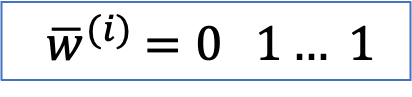 w̅⁽ⁱ⁾ = 0 1 … 1